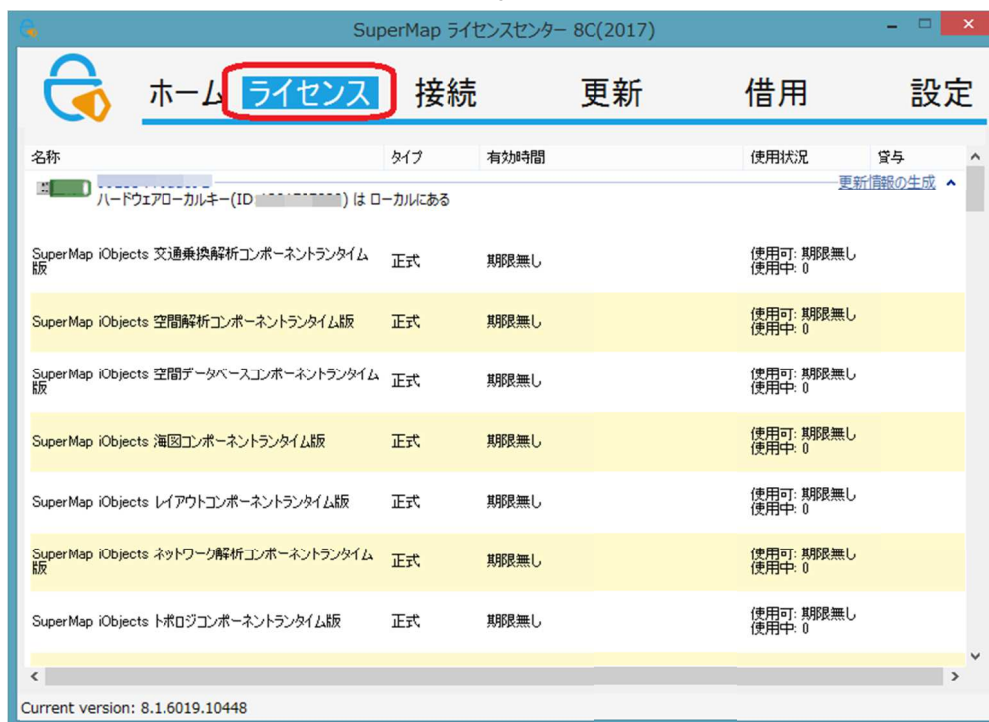 SuperMap ライセンスセンター 8C(2017)
ホーム ライセンス 接続 更新 借用 設定
名称 タイプ 有効時間 使用状況 貸与
更新情報の生成
ハードウェアローカルキー(ID ) は ローカルにある
SuperMap iObjects 交通乗換解析コンポーネントランタイム
版
正式 期限無し
使用可: 期限無し
使用中: 0
SuperMap iObjects 空間解析コンポーネントランタイム版 正式 期限無し
使用可: 期限無し
使用中: 0
SuperMap iObjects 空間データベースコンポーネントランタイム
版
正式 期限無し
使用可: 期限無し
使用中: 0
SuperMap iObjects 海図コンポーネントランタイム版 正式 期限無し
使用可: 期限無し
使用中: 0
SuperMap iObjects レイアウトコンポーネントランタイム版 正式 期限無し
使用可: 期限無し
使用中: 0
SuperMap iObjects ネットワーク解析コンポーネントランタイム
版
正式 期限無し
使用可: 期限無し
使用中: 0
SuperMap iObjects トポロジコンポーネントランタイム版 正式 期限無し
使用可: 期限無し
使用中: 0
Current version: 8.1.6019.10448